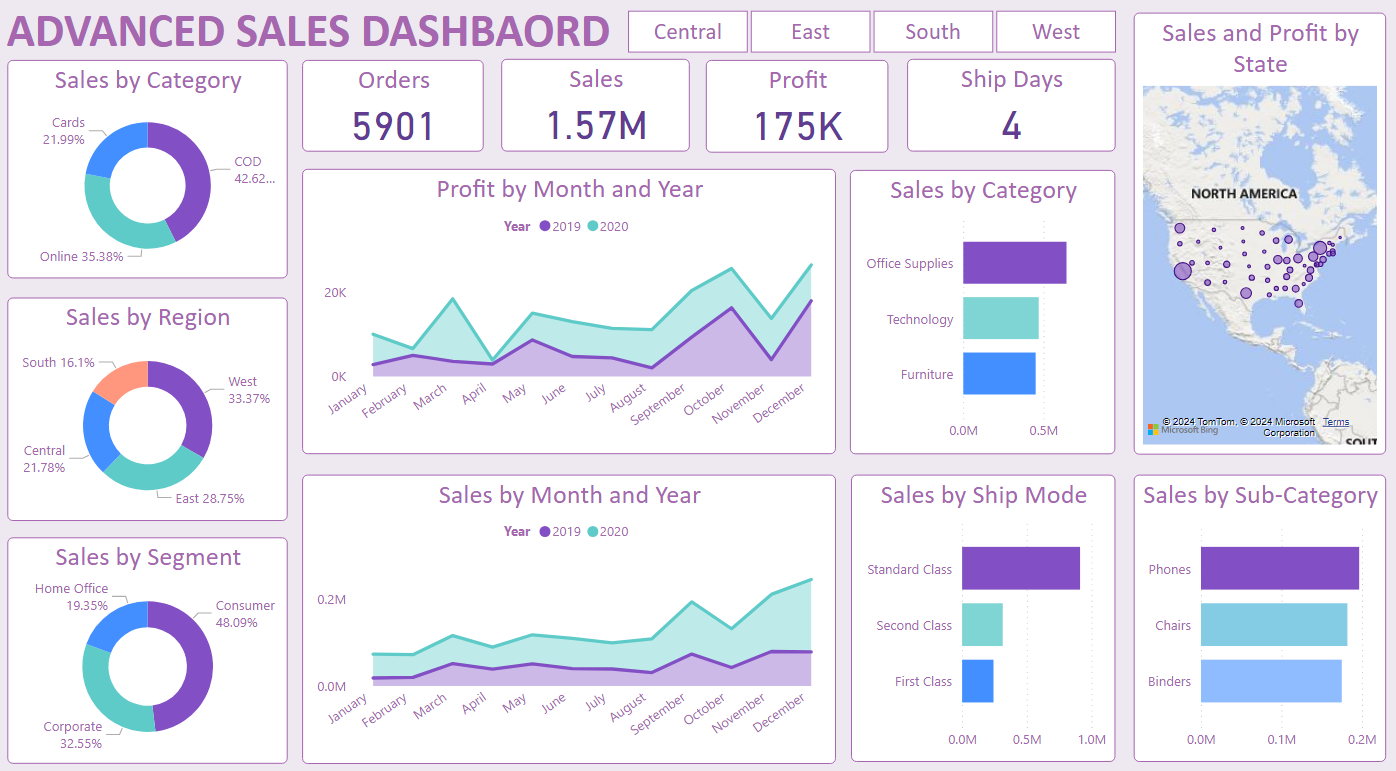 ADVANCED SALES DASHBAORD
Central
East
South
West
Sales by Category
Cards
21.99%
COD
42.62...
Online 35.38%
Sales by Region
South 16.1%
West
33.37%
Central
21.78%
East 28.75%
Sales by Segment
Home Office
19.35%
Consumer
48.09%
Corporate
32.55%
Orders
5901
Sales
1.57M
Profit
175K
Ship Days
4
Profit by Month and Year
Year 2019 2020
20K
0K
January
February
March
April
May
June
July
August
September
October
November
December
Sales by Month and Year
Year 2019 2020
0.2M
0.0M
January
February
March
April
May
June
July
August
September
October
November
December
Sales by Category
Office Supplies
Technology
Furniture
0.0M 0.5M
Sales by Ship Mode
Standard Class
Second Class
First Class
0.0M 0.5M 1.0M
Sales and Profit by
State
NORTH AMERICA
© 2024 TomTom, © 2024 Microsoft Terms
Microsoft Bing
Corporation
SOUT
Sales by Sub-Category
Phones
Chairs
Binders
0.0M 0.1M 0.2M